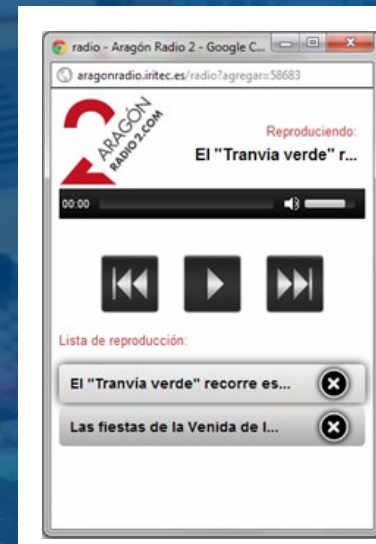 radio - Aragón Radio 2 - Google C...
aragonradio.iritec.es/radio?agregar=58683
2
ARAGÓN
RADIO2.COM
Reproduciendo:
El "Tranvía verde" r...
00:00
Lista de reproducción:
El "Tranvía verde" recorre es...
Las fiestas de la Venida de l...